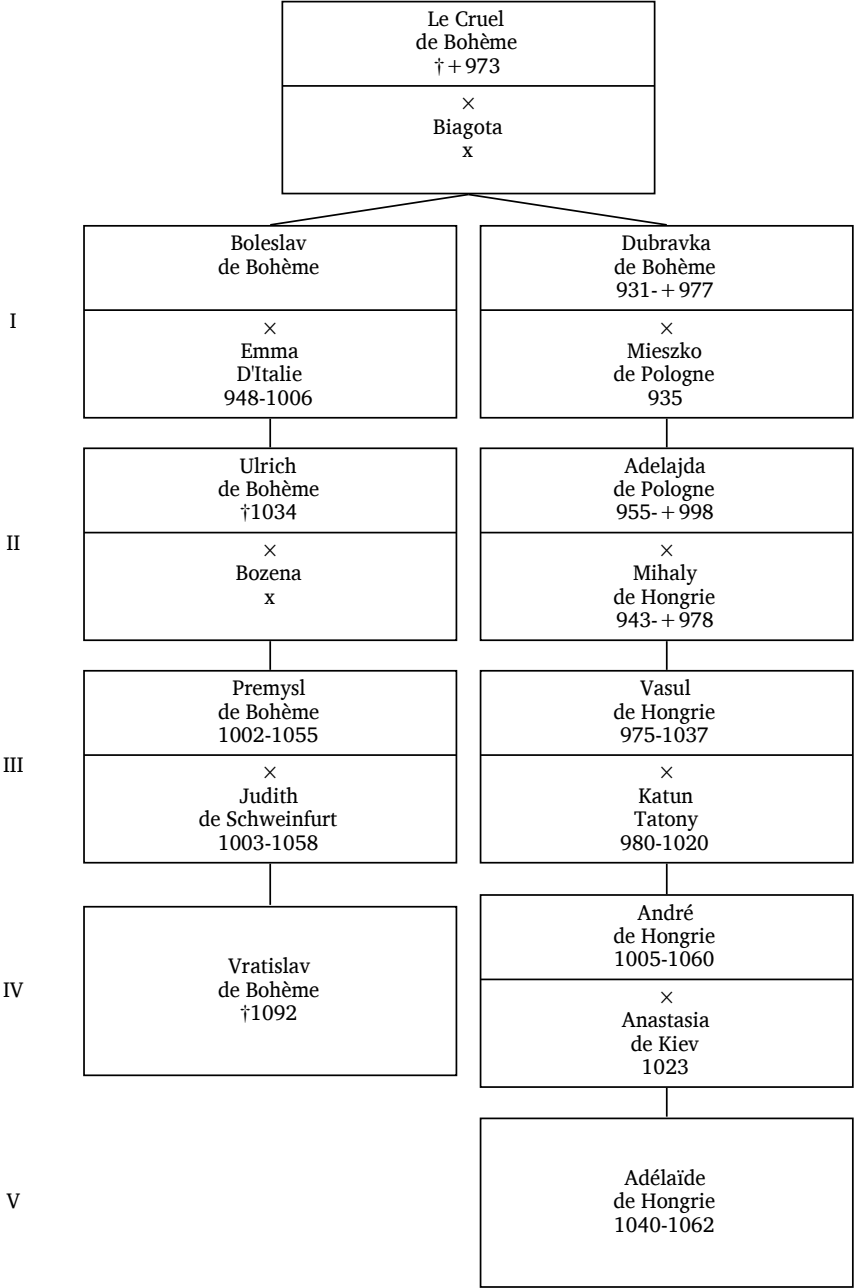 Le Cruel
de Bohème
†+973
×
Biagota
x
I
Boleslav
de Bohème
×
Emma
D'Italie
948-1006
Dubravka
de Bohème
931-+977
×
Mieszko
de Pologne
935
II
Ulrich
de Bohème
†1034
×
Bozena
x
Adelajda
de Pologne
955-+998
×
Mihaly
de Hongrie
943-+978
III
Premysl
de Bohème
1002-1055
×
Judith
de Schweinfurt
1003-1058
Vasul
de Hongrie
975-1037
×
Katun
Tatony
980-1020
IV
Vratislav
de Bohème
†1092
André
de Hongrie
1005-1060
×
Anastasia
de Kiev
1023
V
Adélaïde
de Hongrie
1040-1062